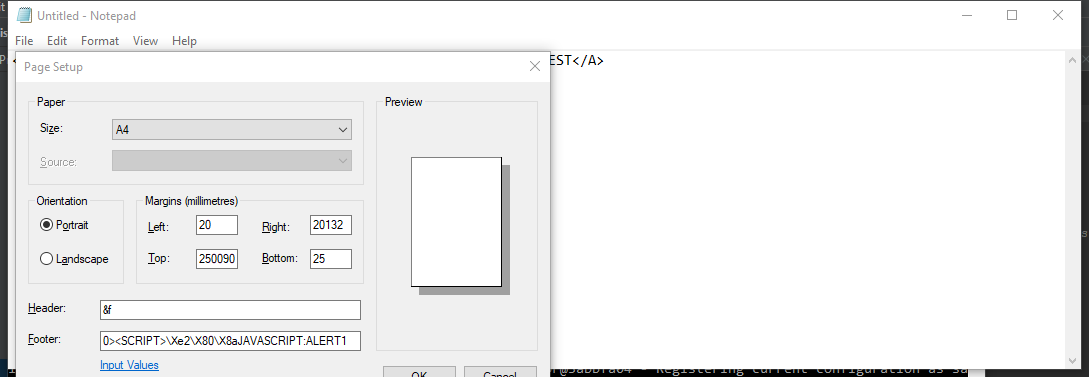 Untitled - Notepad
File Edit Format View Help
EST</A>
Page Setup
Paper
Size: A4
Source:
Preview
Orientation
Portrait
Landscape
Margins (millimetres)
Left: 20 Right: 20132
Top: 250090 Bottom: 25
Header: &f
Footer: 0><SCRIPT>\Xe2\X80\X8aJAVASCRIPT:ALERT1
Input Values
OK Cancel
- Registering current configuration as sa